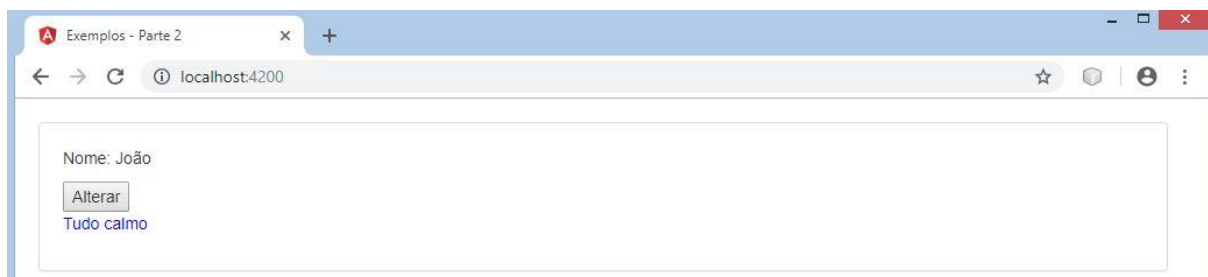 Exemplos - Parte 2
localhost:4200
Nome: João
Alterar
Tudo calmo